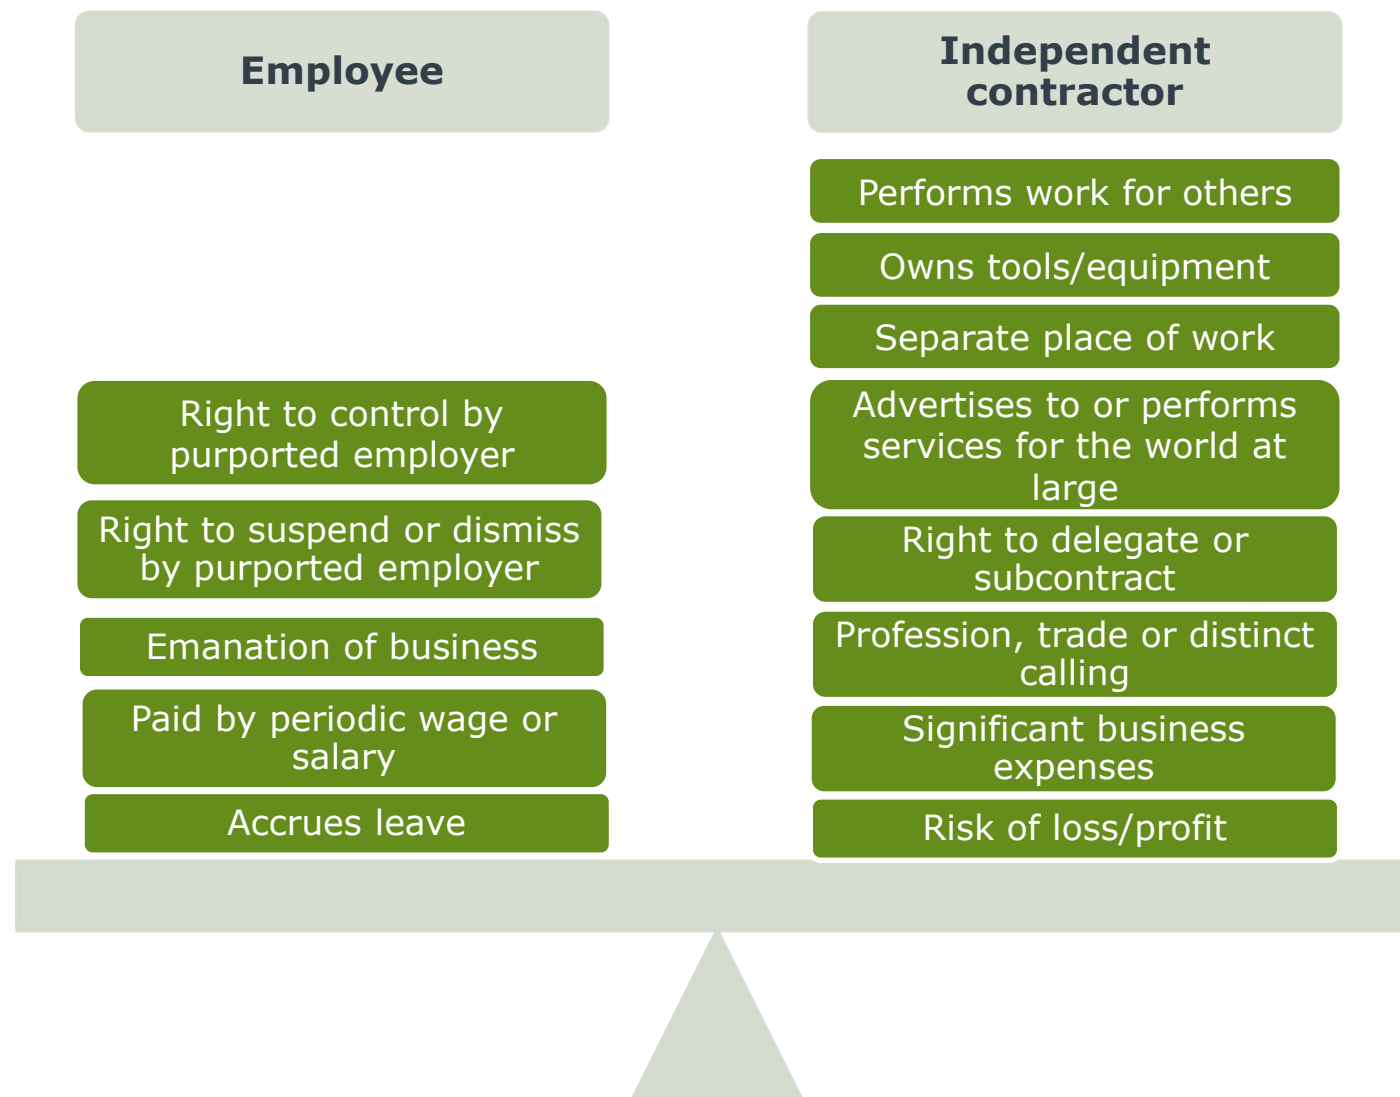 Employee
Right to control by
purported employer
Right to suspend or dismiss
by purported employer
Emanation of business
Paid by periodic wage or
salary
Accrues leave
Independent
contractor
Performs work for others
Owns tools/equipment
Separate place of work
Advertises to or performs
services for the world at
large
Right to delegate or
subcontract
Profession, trade or distinct
calling
Significant business
expenses
Risk of loss/profit